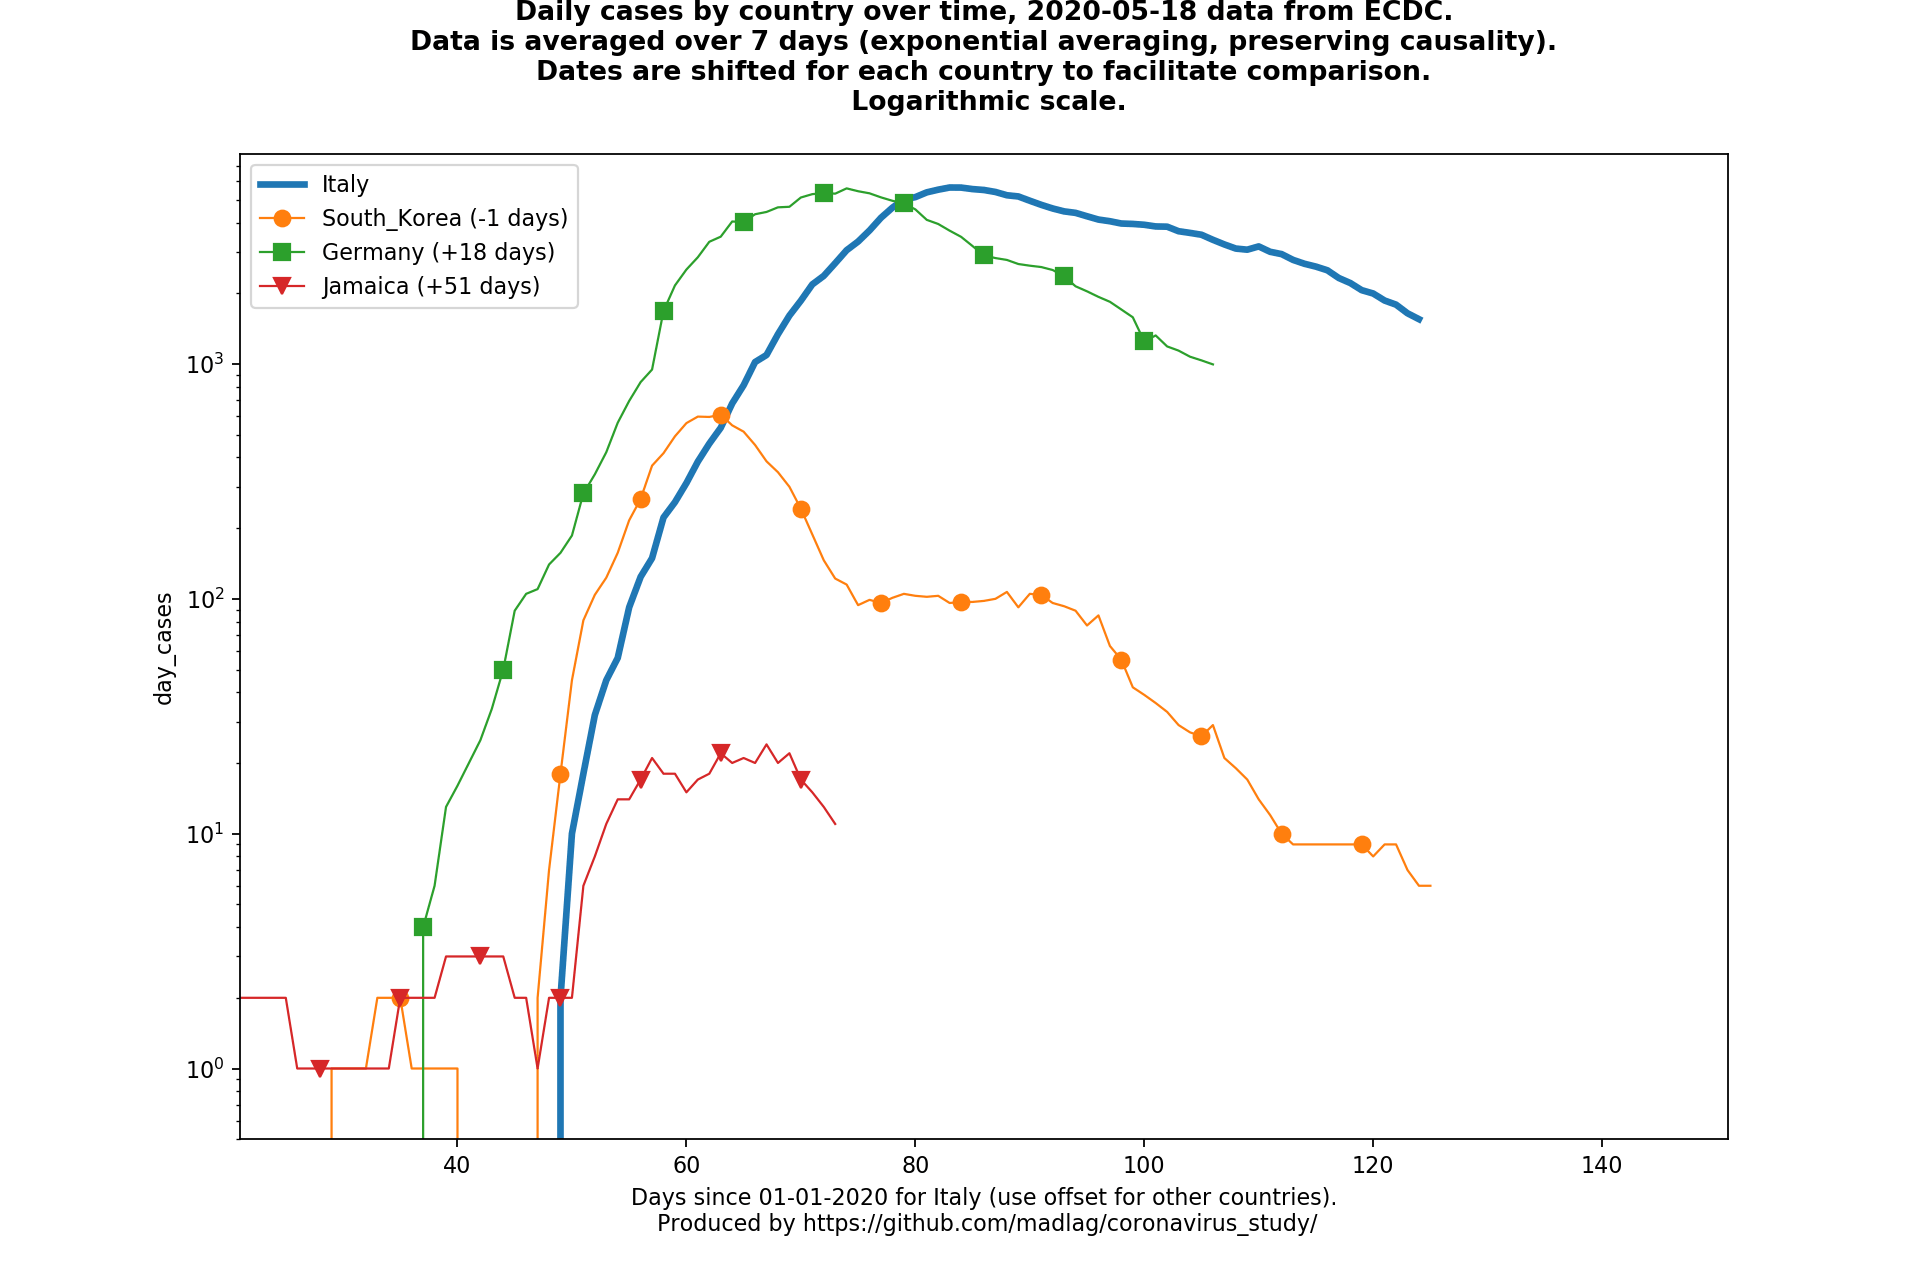 Daily cases by country over time, 2020-05-18 data from ECDC.
Data is averaged over 7 days (exponential averaging, preserving causality).
Dates are shifted for each country to facilitate comparison.
Logarithmic scale.
Italy
South_Korea (-1 days)
Germany (+18 days)
Jamaica (+51 days)
day_cases
10³
10²
10¹
10⁰
40 60 80 100 120 140
Days since 01-01-2020 for Italy (use offset for other countries).
Produced by https://github.com/madlag/coronavirus_study/